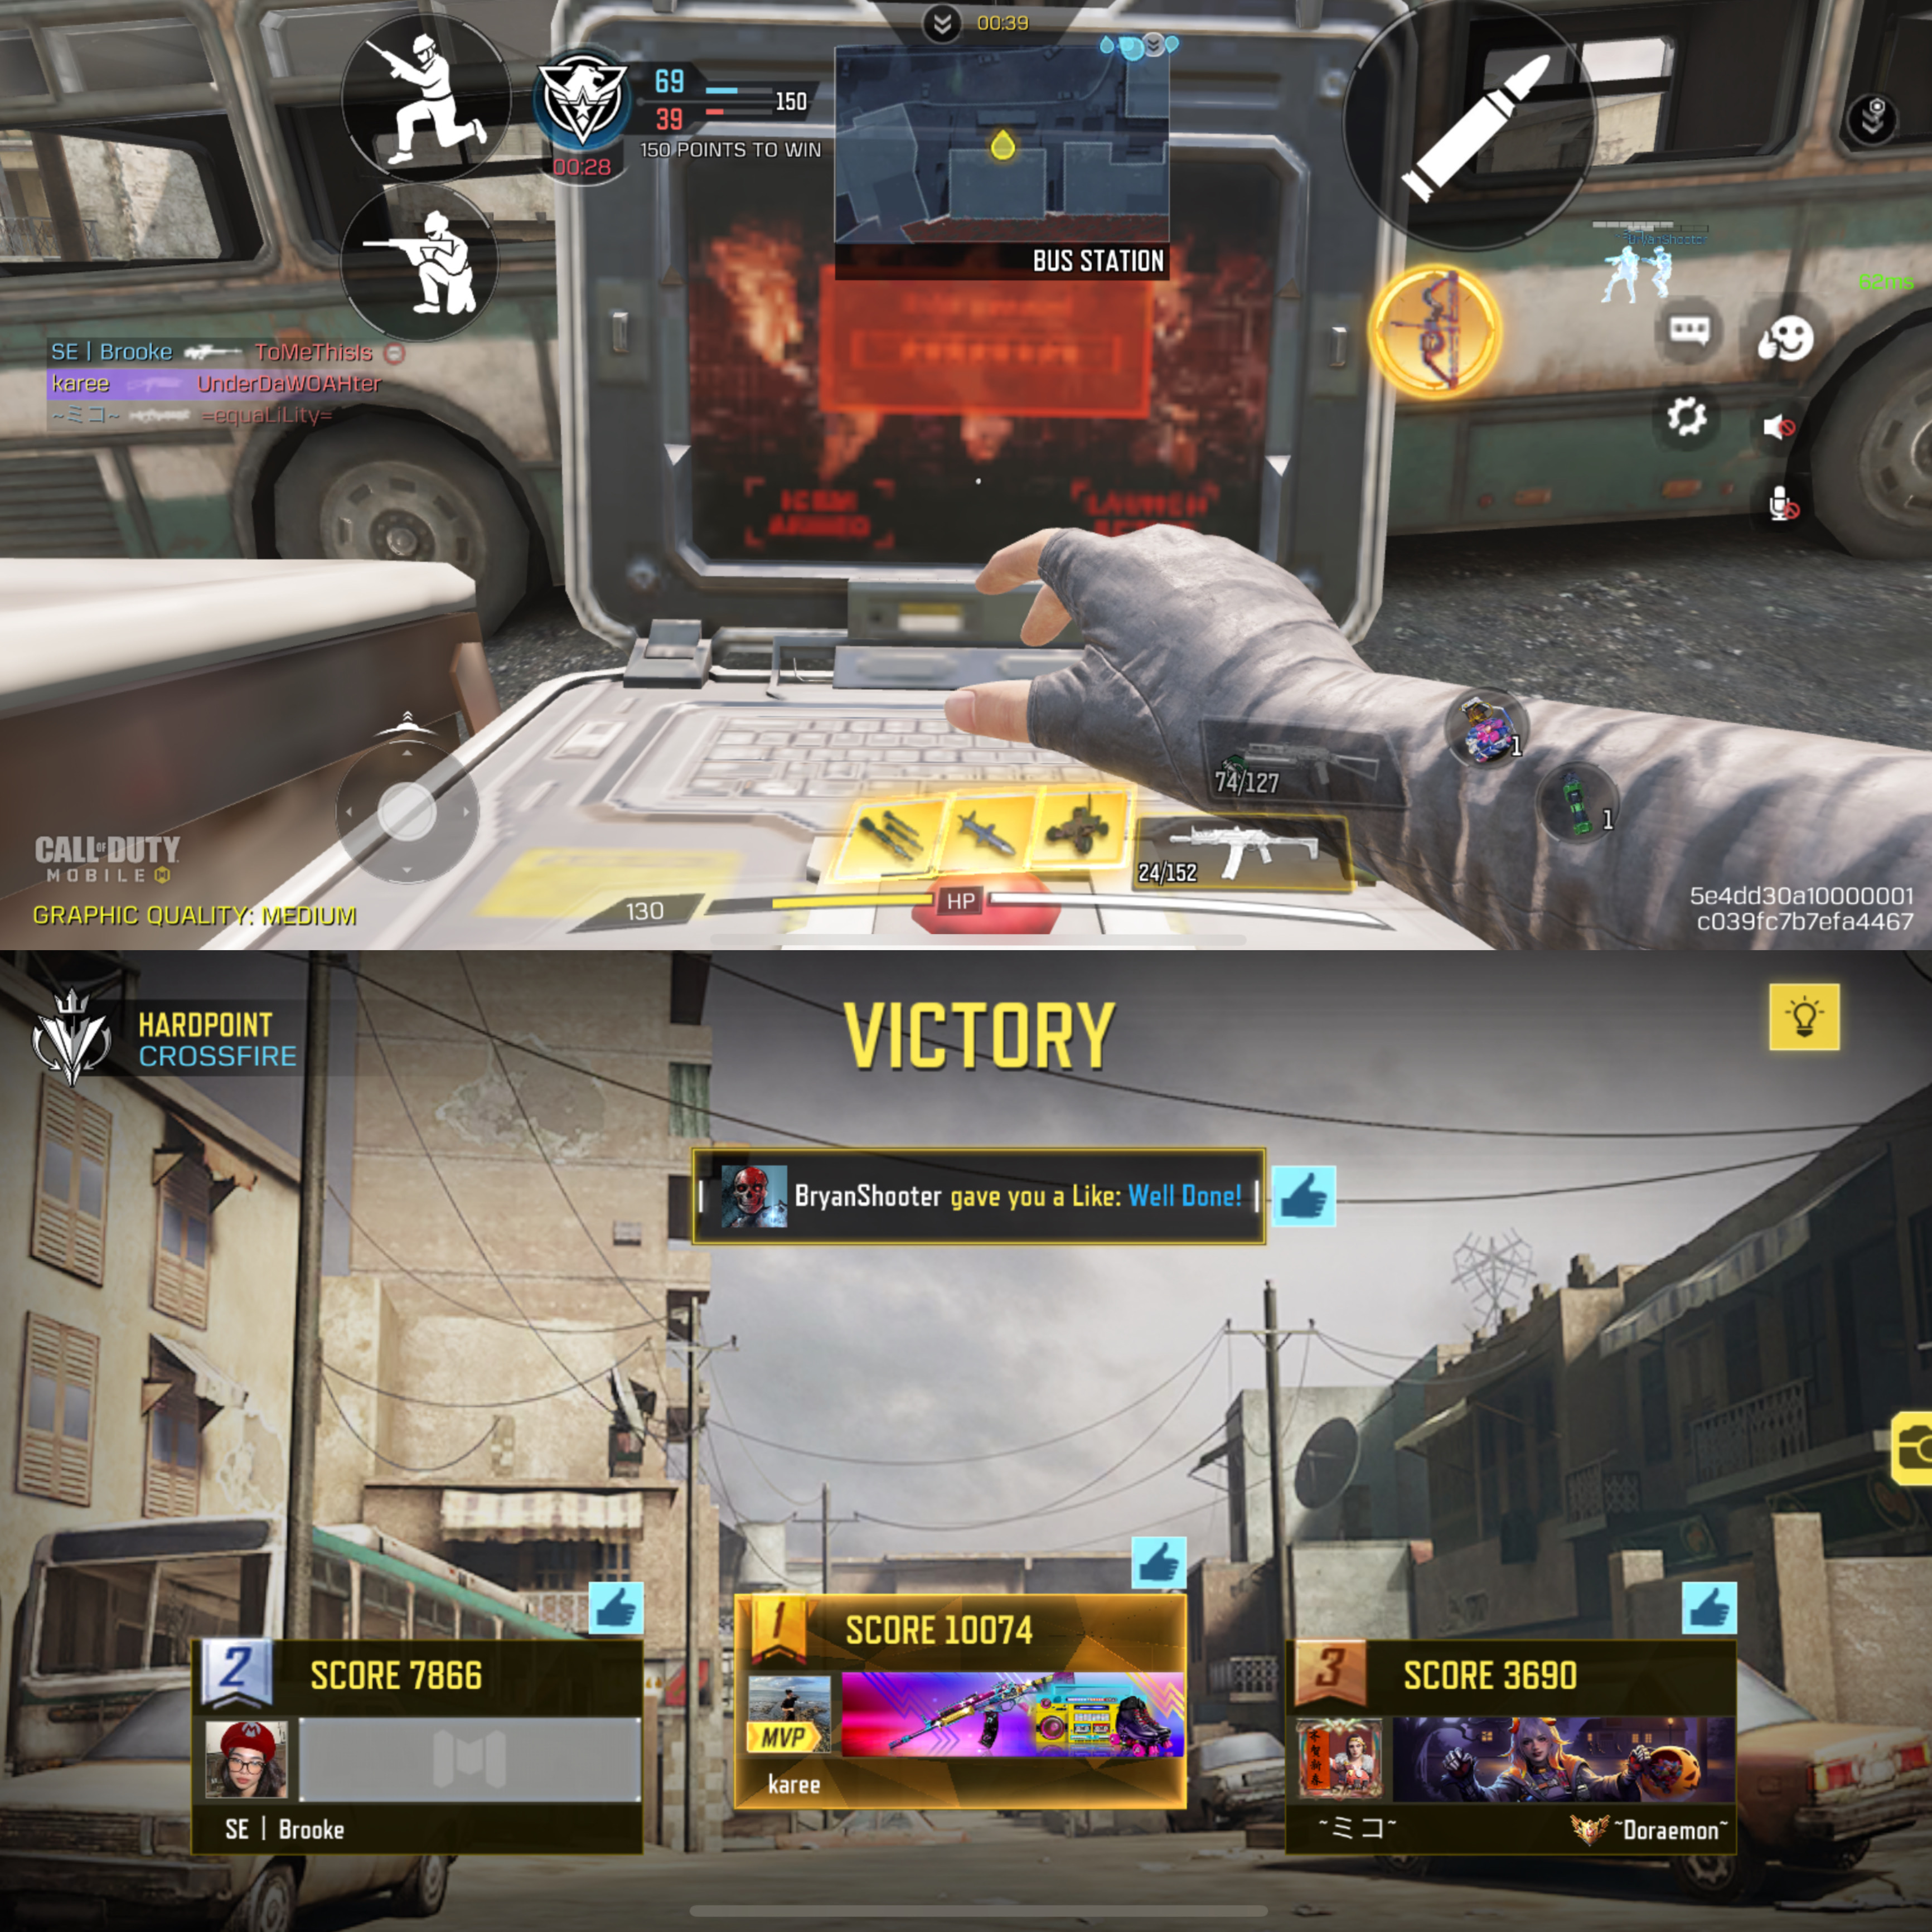 00:39
69
39
150
150 POINTS TO WIN
00:28
BUS STATION
BryanShooter
62ms
SE | Brooke ToMeThisIs
karee UnderDaWOAHter
~ミコ~ =equaLiLity=
74/127
1
1
24/152
CALL OF DUTY
MOBILE
130
HP
GRAPHIC QUALITY: MEDIUM
5e4dd30a10000001
c039fc7b7efa4467
HARDPOINT
CROSSFIRE
VICTORY
BryanShooter gave you a Like: Well Done!
2
SCORE 7866
SE | Brooke
1
SCORE 10074
MVP
karee
3
SCORE 3690
~ミコ~
~Doraemon~